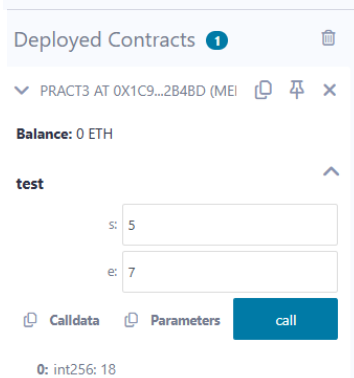 Deployed Contracts 1
PRACT3 AT 0X1C9...2B4BD (MEI
Balance: 0 ETH
test
s: 5
e: 7
Calldata Parameters call
0: int256: 18